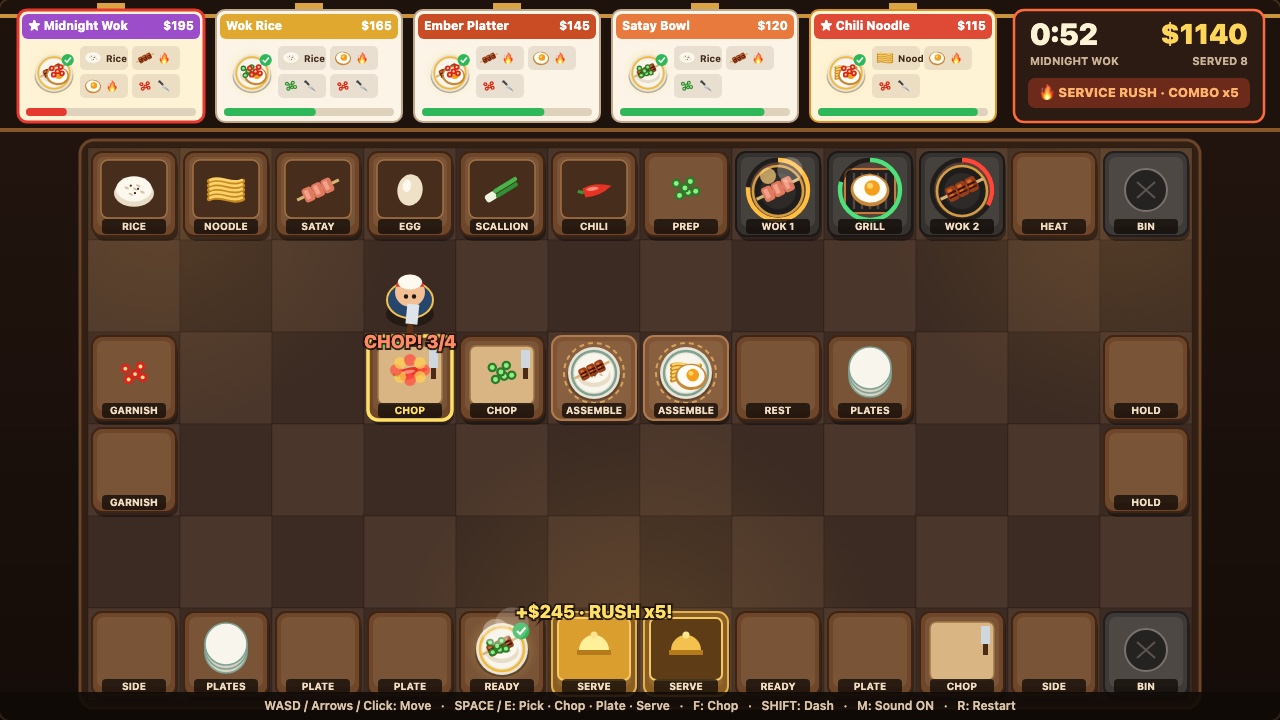 ★ Midnight Wok $195
Rice
Wok Rice $165
Rice
Ember Platter $145
Satay Bowl $120
Rice
★ Chili Noodle $115
Nood
0:52 $1140
MIDNIGHT WOK SERVED 8
🔥 SERVICE RUSH · COMBO x5
RICE NOODLE SATAY EGG SCALLION CHILI PREP WOK 1 GRILL WOK 2 HEAT BIN
CHOP! 3/4
GARNISH CHOP CHOP ASSEMBLE ASSEMBLE REST PLATES HOLD
GARNISH HOLD
+$245 · RUSH x5!
SIDE PLATES PLATE PLATE READY SERVE SERVE READY PLATE CHOP SIDE BIN
WASD / Arrows / Click: Move · SPACE / E: Pick · Chop · Plate · Serve · F: Chop · SHIFT: Dash · M: Sound ON · R: Restart